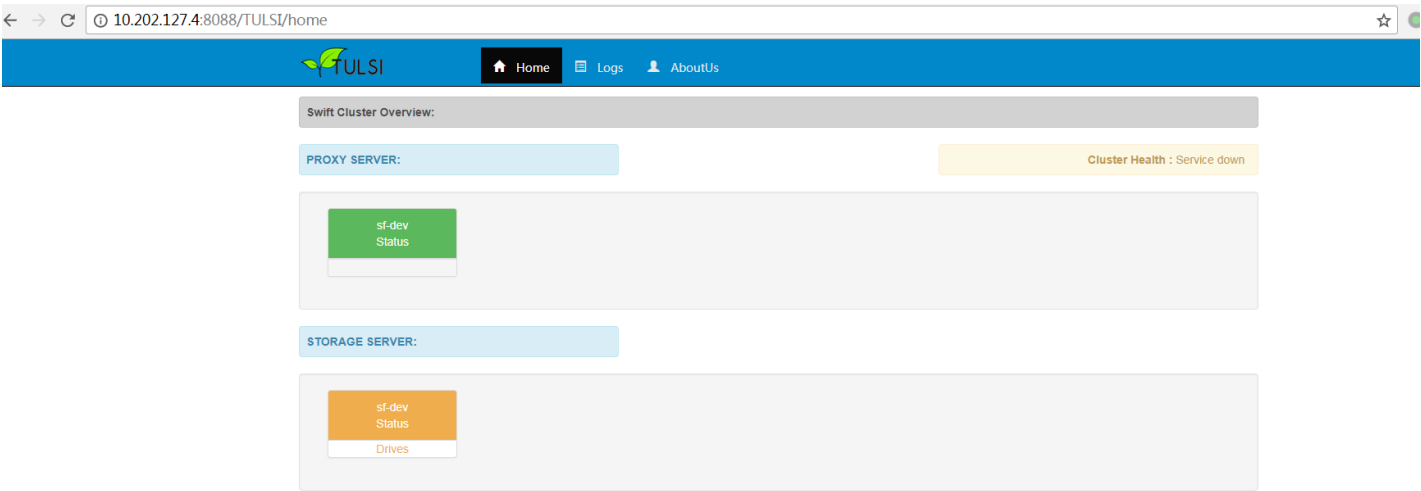 10.202.127.4:8088/TULSI/home
TULSI
Home
Logs
AboutUs
Swift Cluster Overview:
PROXY SERVER:
Cluster Health : Service down
sf-dev
Status
STORAGE SERVER:
sf-dev
Status
Drives